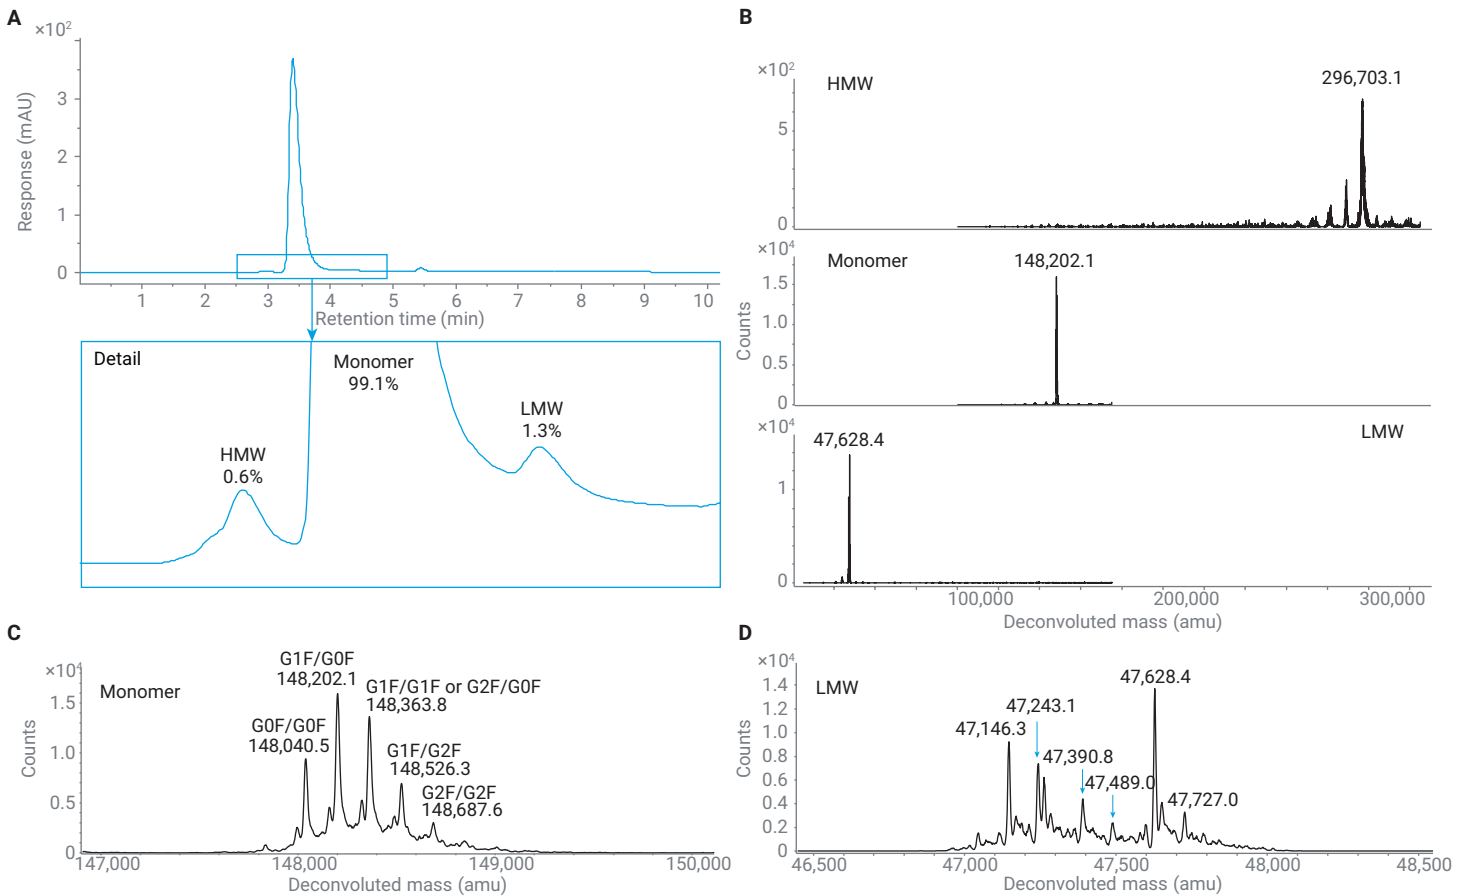 A
×10²
Response (mAU)
3
2
1
0
1 2 3 4 5 6 7 8 9 10
Retention time (min)
Detail
Monomer
99.1%
HMW
0.6%
LMW
1.3%
B
×10²
HMW
296,703.1
5
0
×10⁴
Monomer
148,202.1
1.5
1.0
0.5
0
Counts
×10⁴
47,628.4
LMW
1
0
100,000 200,000 300,000
Deconvoluted mass (amu)
C
×10⁴
Monomer
G1F/G0F
148,202.1
G1F/G1F or G2F/G0F
148,363.8
G0F/G0F
148,040.5
G1F/G2F
148,526.3
G2F/G2F
148,687.6
1.5
1.0
0.5
0
Counts
147,000 148,000 149,000 150,000
Deconvoluted mass (amu)
D
×10⁴
LMW
47,628.4
47,243.1
47,146.3
47,390.8
47,489.0
47,727.0
1.4
1.2
1.0
0.8
0.6
0.4
0.2
0
Counts
46,500 47,000 47,500 48,000 48,500
Deconvoluted mass (amu)